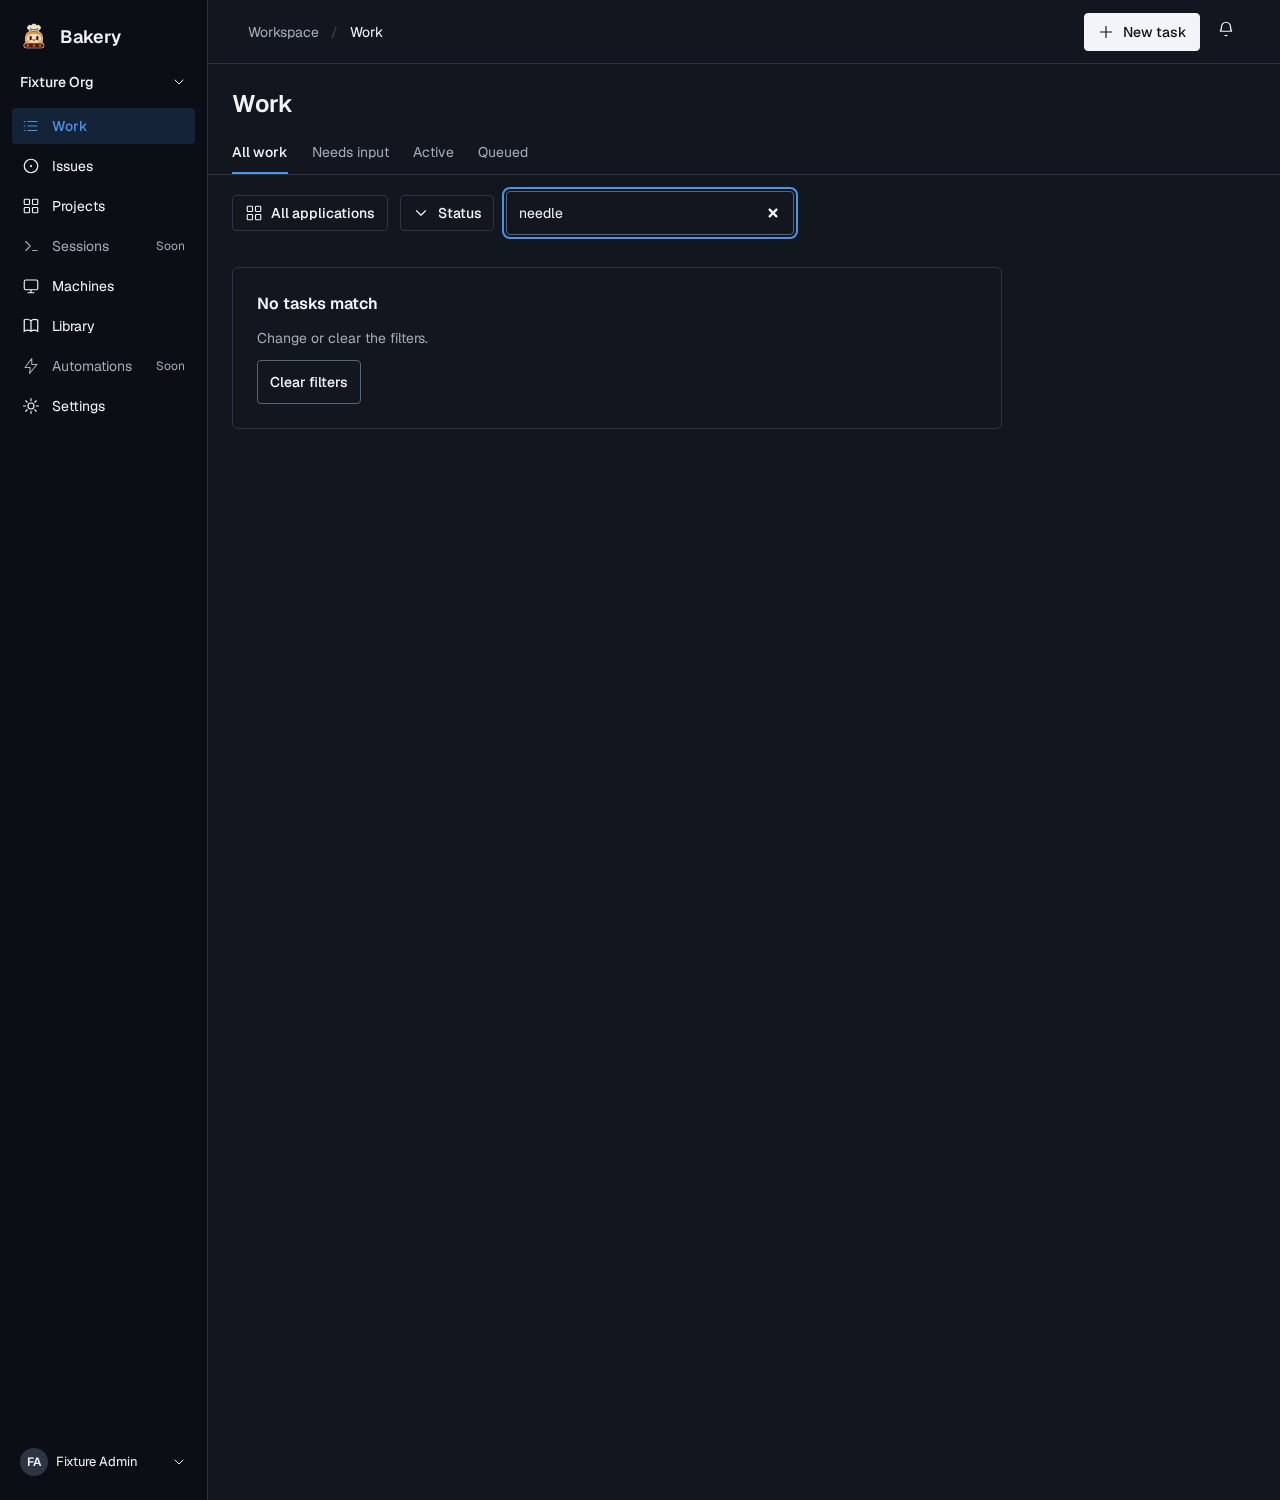 Bakery
Fixture Org
Work
Issues
Projects
Sessions Soon
Machines
Library
Automations Soon
Settings
FA Fixture Admin
Workspace / Work
New task
Work
All work Needs input Active Queued
All applications Status needle
No tasks match
Change or clear the filters.
Clear filters